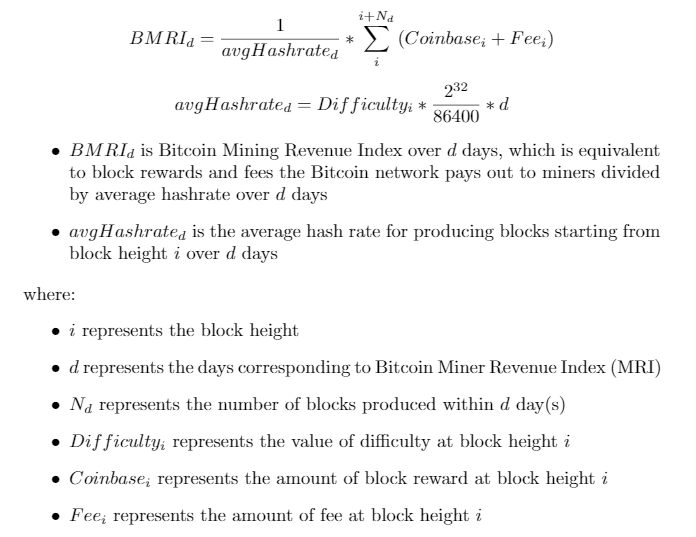 BMRI_d = 1 / avgHashrate_d * ∑_i^{i+N_d} (Coinbase_i + Fee_i)
avgHashrate_d = Difficulty_i * 2^32 / 86400 * d
• BMRI_d is Bitcoin Mining Revenue Index over d days, which is equivalent
to block rewards and fees the Bitcoin network pays out to miners divided
by average hashrate over d days
• avgHashrate_d is the average hash rate for producing blocks starting from
block height i over d days
where:
• i represents the block height
• d represents the days corresponding to Bitcoin Miner Revenue Index (MRI)
• N_d represents the number of blocks produced within d day(s)
• Difficulty_i represents the value of difficulty at block height i
• Coinbase_i represents the amount of block reward at block height i
• Fee_i represents the amount of fee at block height i